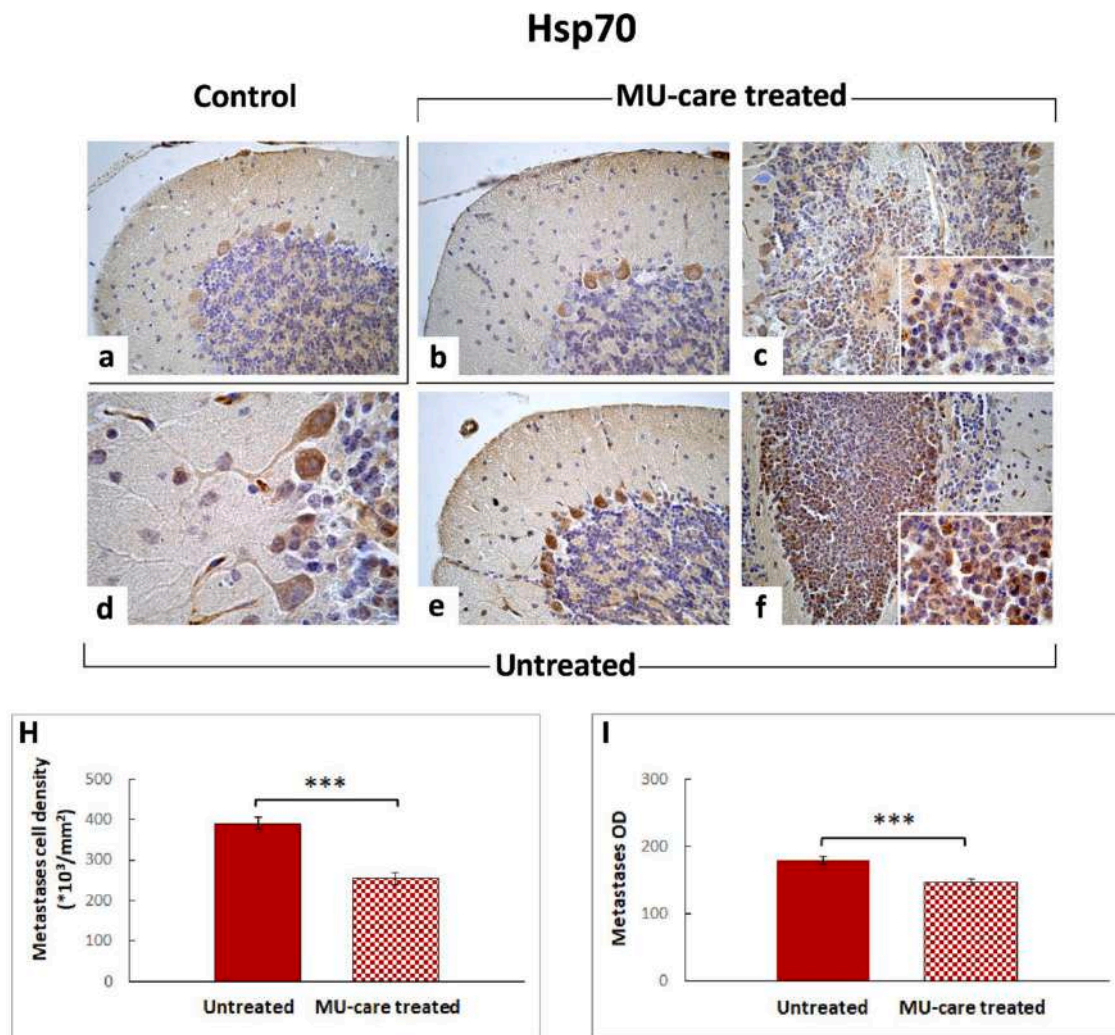 Hsp70
Control
MU-care treated
a
b
c
d
e
f
Untreated
H
Metastases cell density
(*10³/mm²)
500
400
300
200
100
0
***
Untreated
MU-care treated
I
Metastases OD
300
200
100
0
***
Untreated
MU-care treated